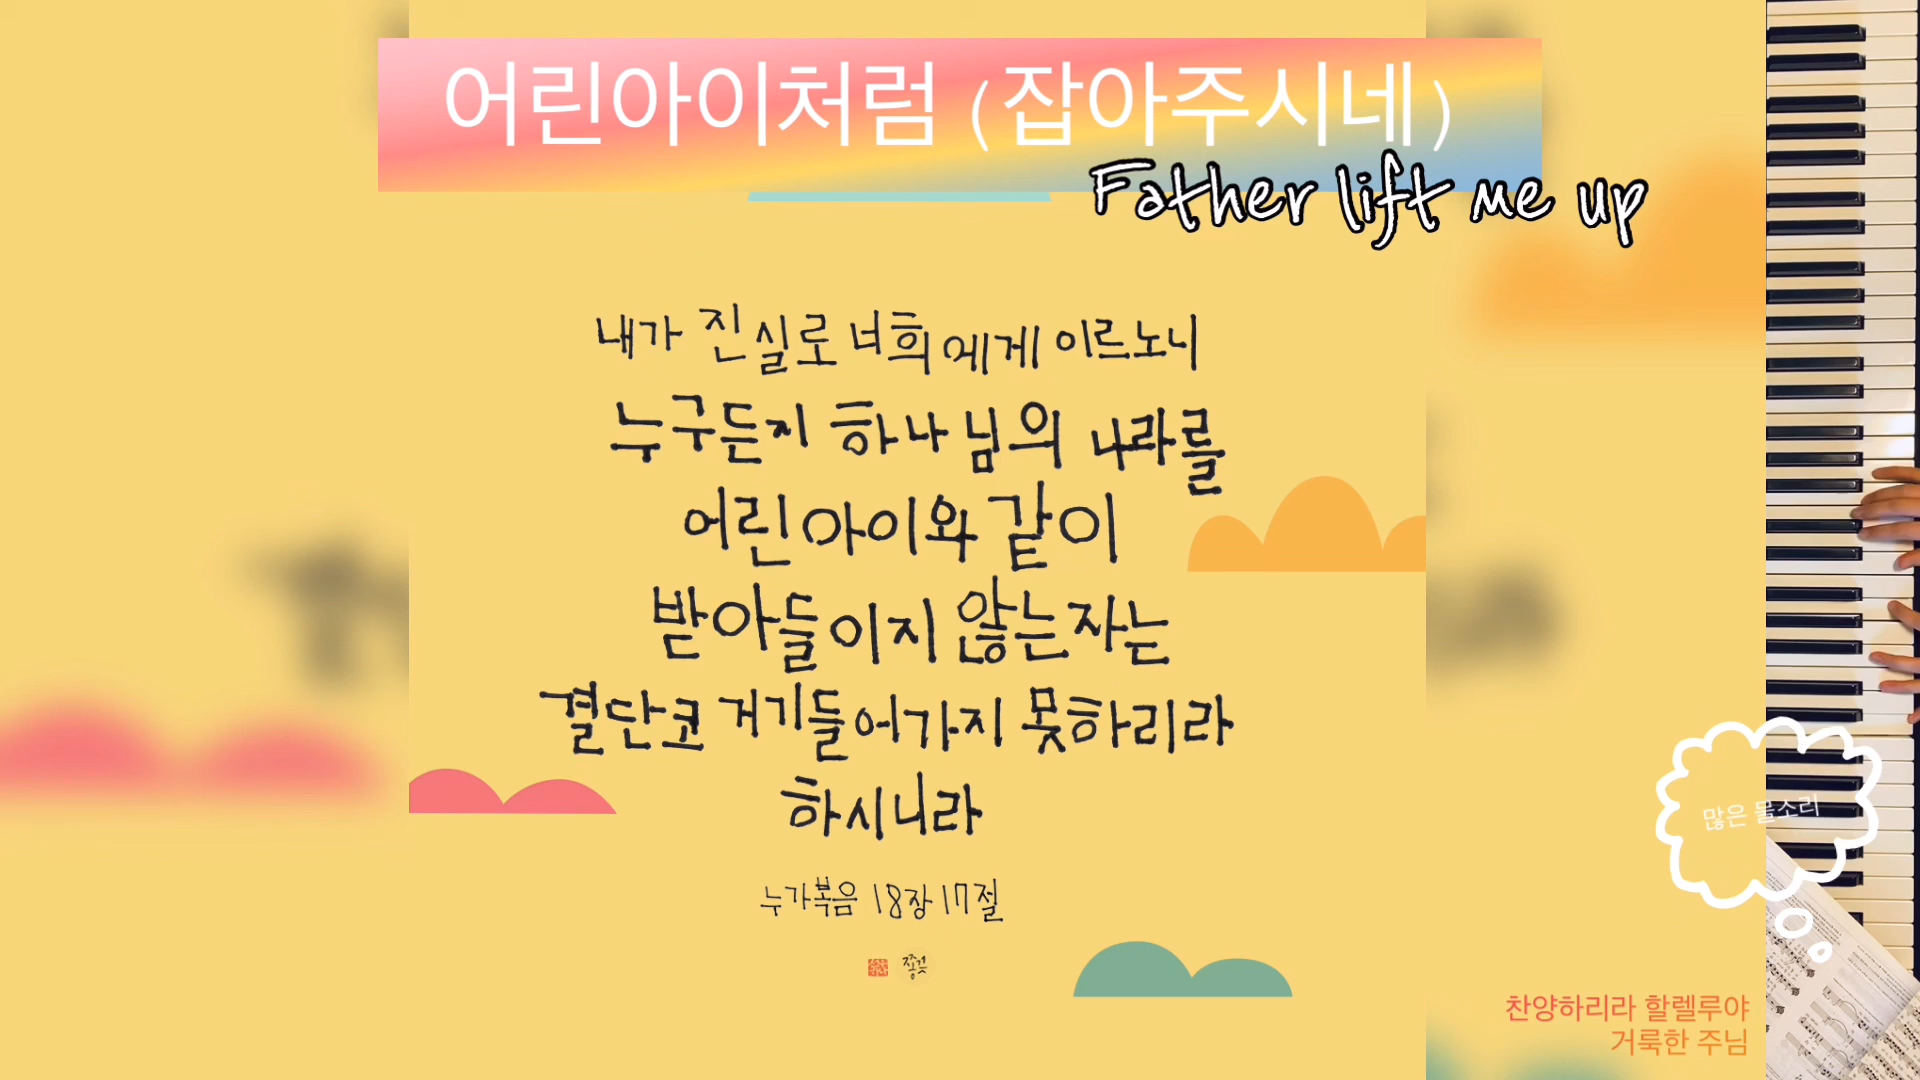 어린아이처럼 (잡아주시네)
Father lift me up
내가 진실로 너희에게 이르노니
누구든지 하나님의 나라를
어린아이와 같이
받아들이지 않는자는
결단코 거기들어가지 못하리라
하시니라
누가복음 18장 17절
많은 물소리
찬양하리라 할렐루야
거룩한 주님